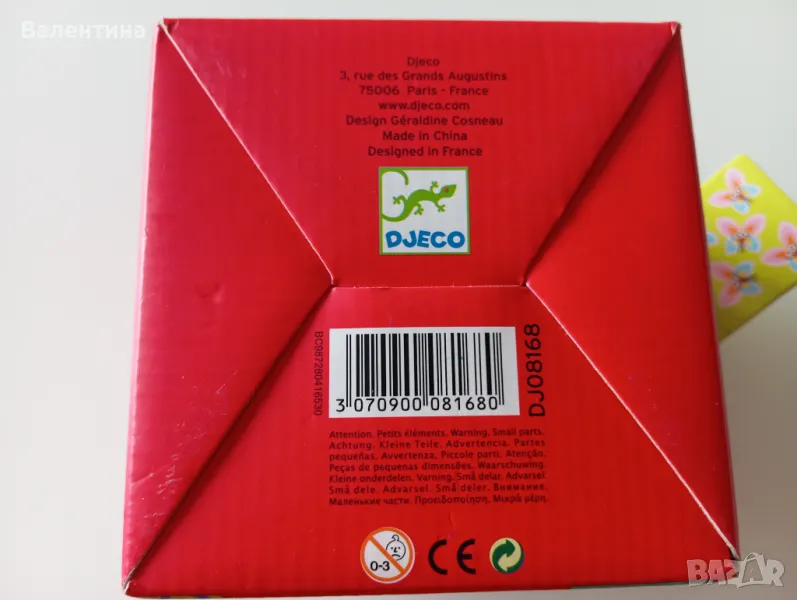 Валентина
Djeco
3, rue des Grands Augustins
75006 Paris - France
www.djeco.com
Design Géraldine Cosneau
Made in China
Designed in France
DJECO
BC987280416530
3 070900 081680
DJ08168
Attention. Petits éléments. Warning. Small parts.
Achtung. Kleine Teile. Advertencia. Partes
pequeñas. Avvertenza. Piccole parti. Atenção.
Peças de pequenas dimensões. Waarschuwing.
Kleine onderdelen. Varning. Små delar. Advarsel.
Små dele. Advarsel. Små deler. Внимание.
Маленькие части. Προειδοποίηση. Μικρά μέρη.
0-3
CE
BAZAR